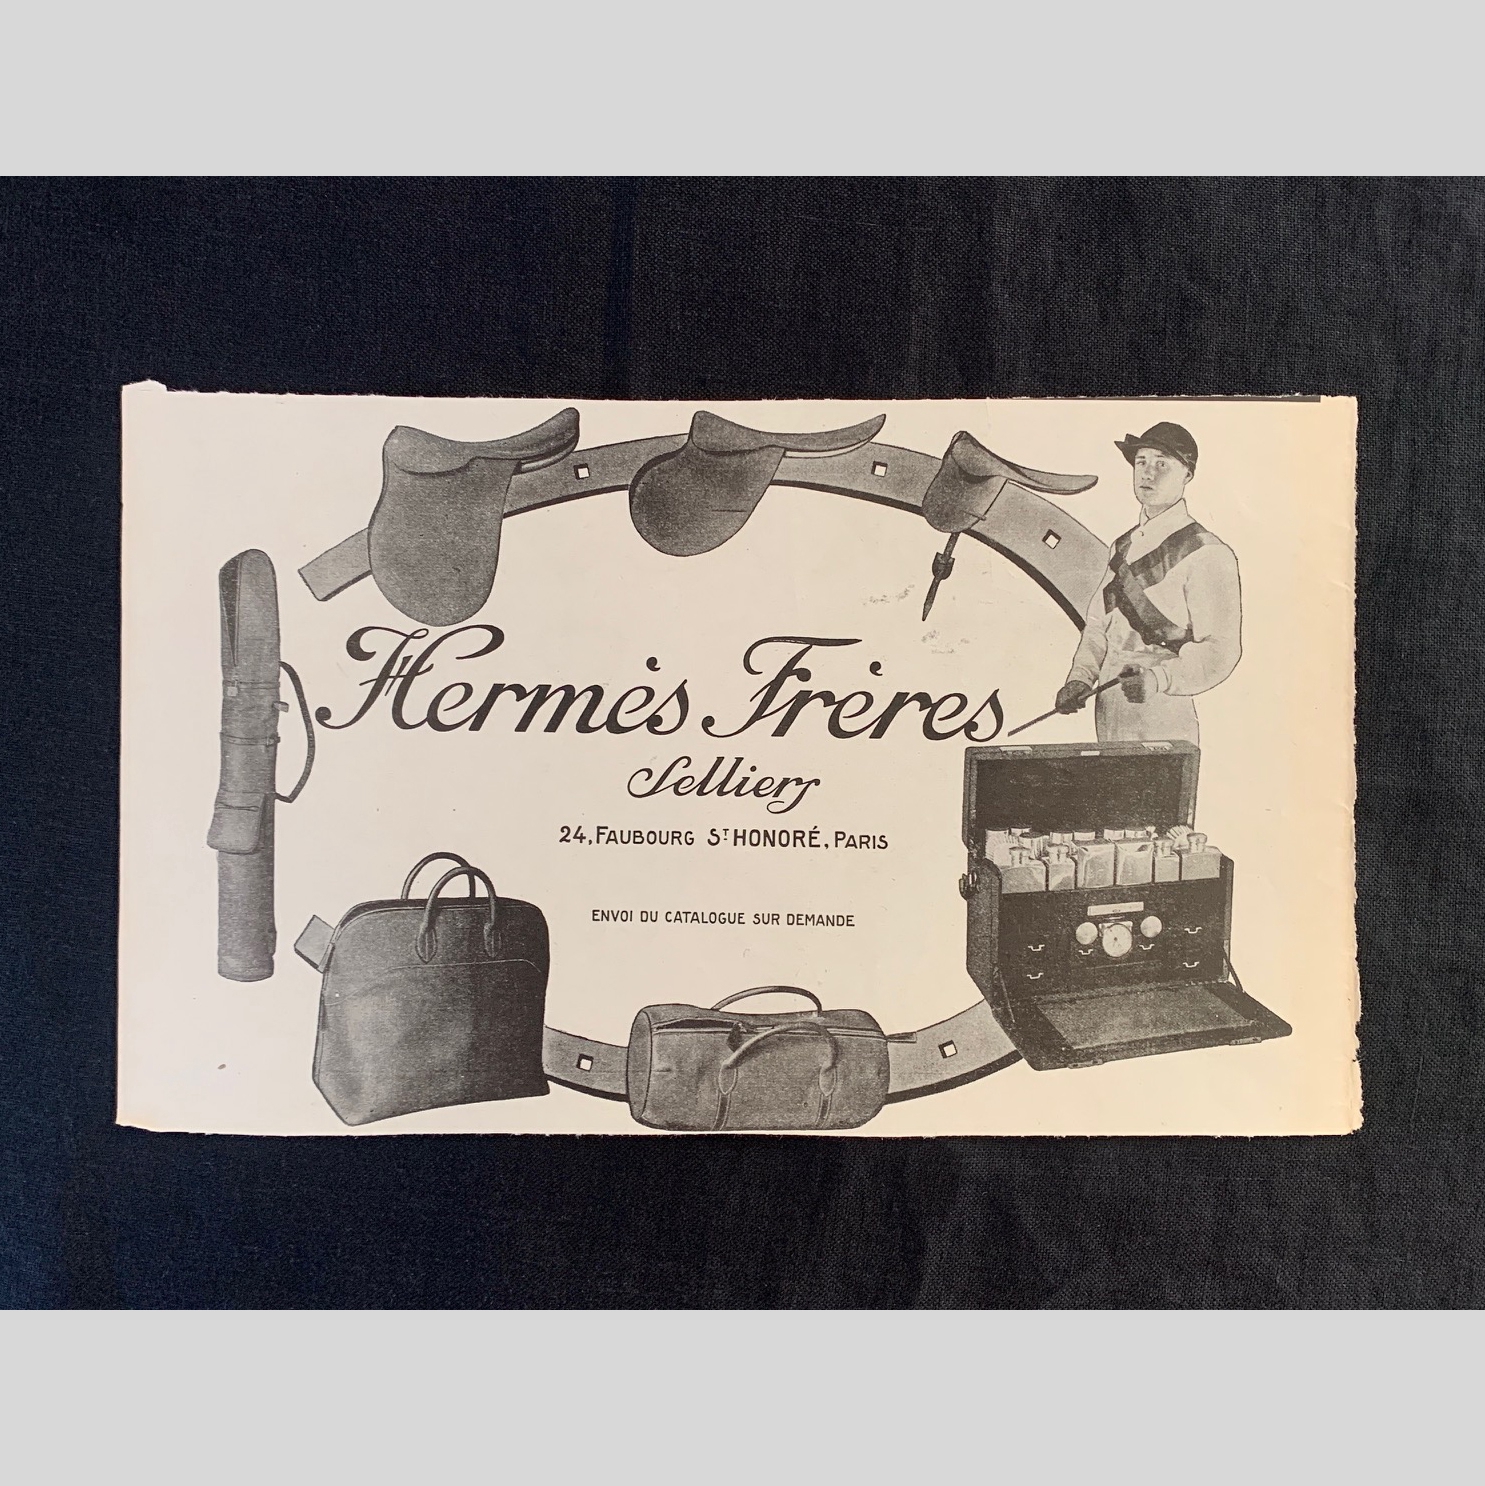 Hermès Frères
Selliers
24, FAUBOURG ST HONORÉ, PARIS
ENVOI DU CATALOGUE SUR DEMANDE